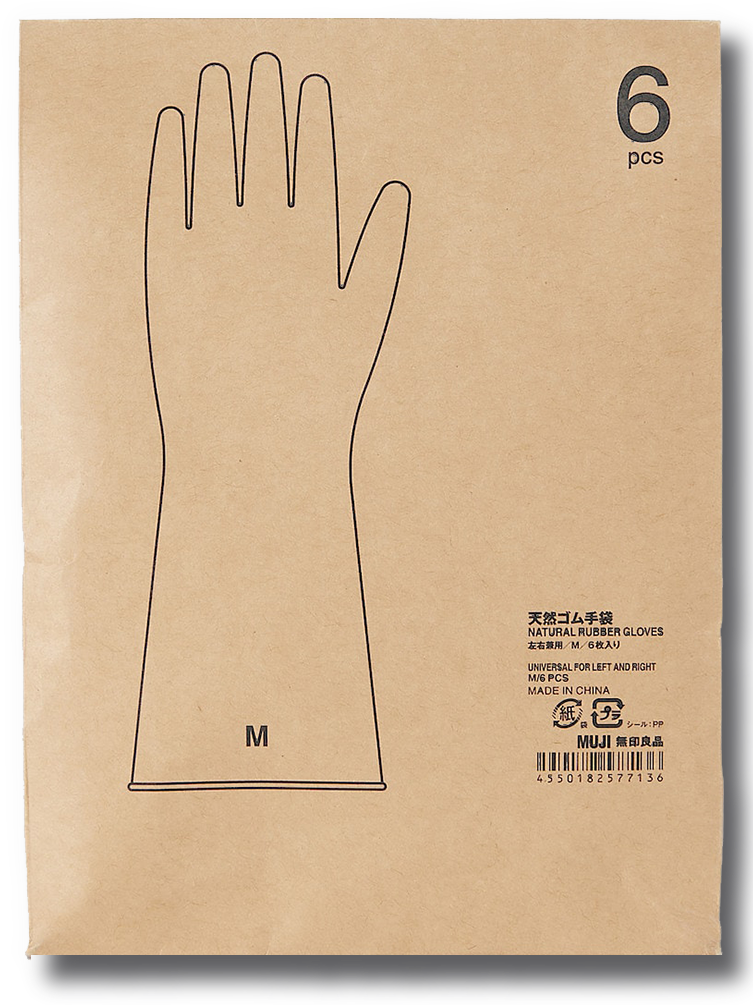 6
pcs
M
天然ゴム手袋
NATURAL RUBBER GLOVES
左右兼用／M／6枚入り
UNIVERSAL FOR LEFT AND RIGHT
M/6 PCS
MADE IN CHINA
紙 袋 プラ シール：PP
MUJI 無印良品
4550182577136